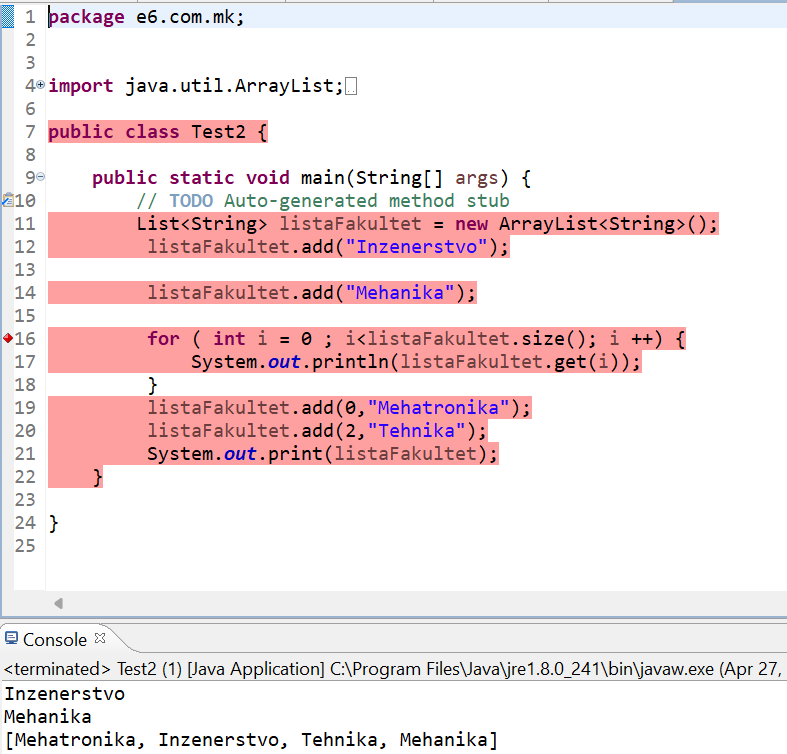 1 package e6.com.mk;
2
3
4 import java.util.ArrayList;
6
7 public class Test2 {
8
9 public static void main(String[] args) {
10 // TODO Auto-generated method stub
11 List<String> listaFakultet = new ArrayList<String>();
12 listaFakultet.add("Inzenerstvo");
13
14 listaFakultet.add("Mehanika");
15
16 for ( int i = 0 ; i<listaFakultet.size(); i ++) {
17 System.out.println(listaFakultet.get(i));
18 }
19 listaFakultet.add(0,"Mehatronika");
20 listaFakultet.add(2,"Tehnika");
21 System.out.print(listaFakultet);
22 }
23
24 }
25
Console
<terminated> Test2 (1) [Java Application] C:\Program Files\Java\jre1.8.0_241\bin\javaw.exe (Apr 27,
Inzenerstvo
Mehanika
[Mehatronika, Inzenerstvo, Tehnika, Mehanika]